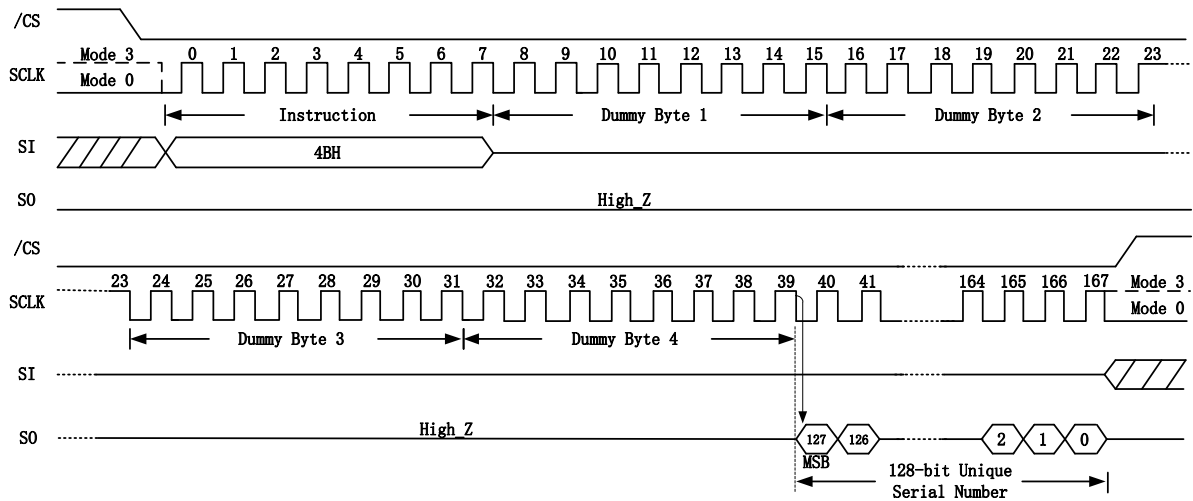 /CS
Mode 3 0 1 2 3 4 5 6 7 8 9 10 11 12 13 14 15 16 17 18 19 20 21 22 23
SCLK
Mode 0
Instruction Dummy Byte 1 Dummy Byte 2
SI 4BH
SO High_Z
/CS
23 24 25 26 27 28 29 30 31 32 33 34 35 36 37 38 39 40 41 164 165 166 167 Mode 3
SCLK
Mode 0
Dummy Byte 3 Dummy Byte 4
SI
SO High_Z 127 126 2 1 0
MSB
128-bit Unique
Serial Number